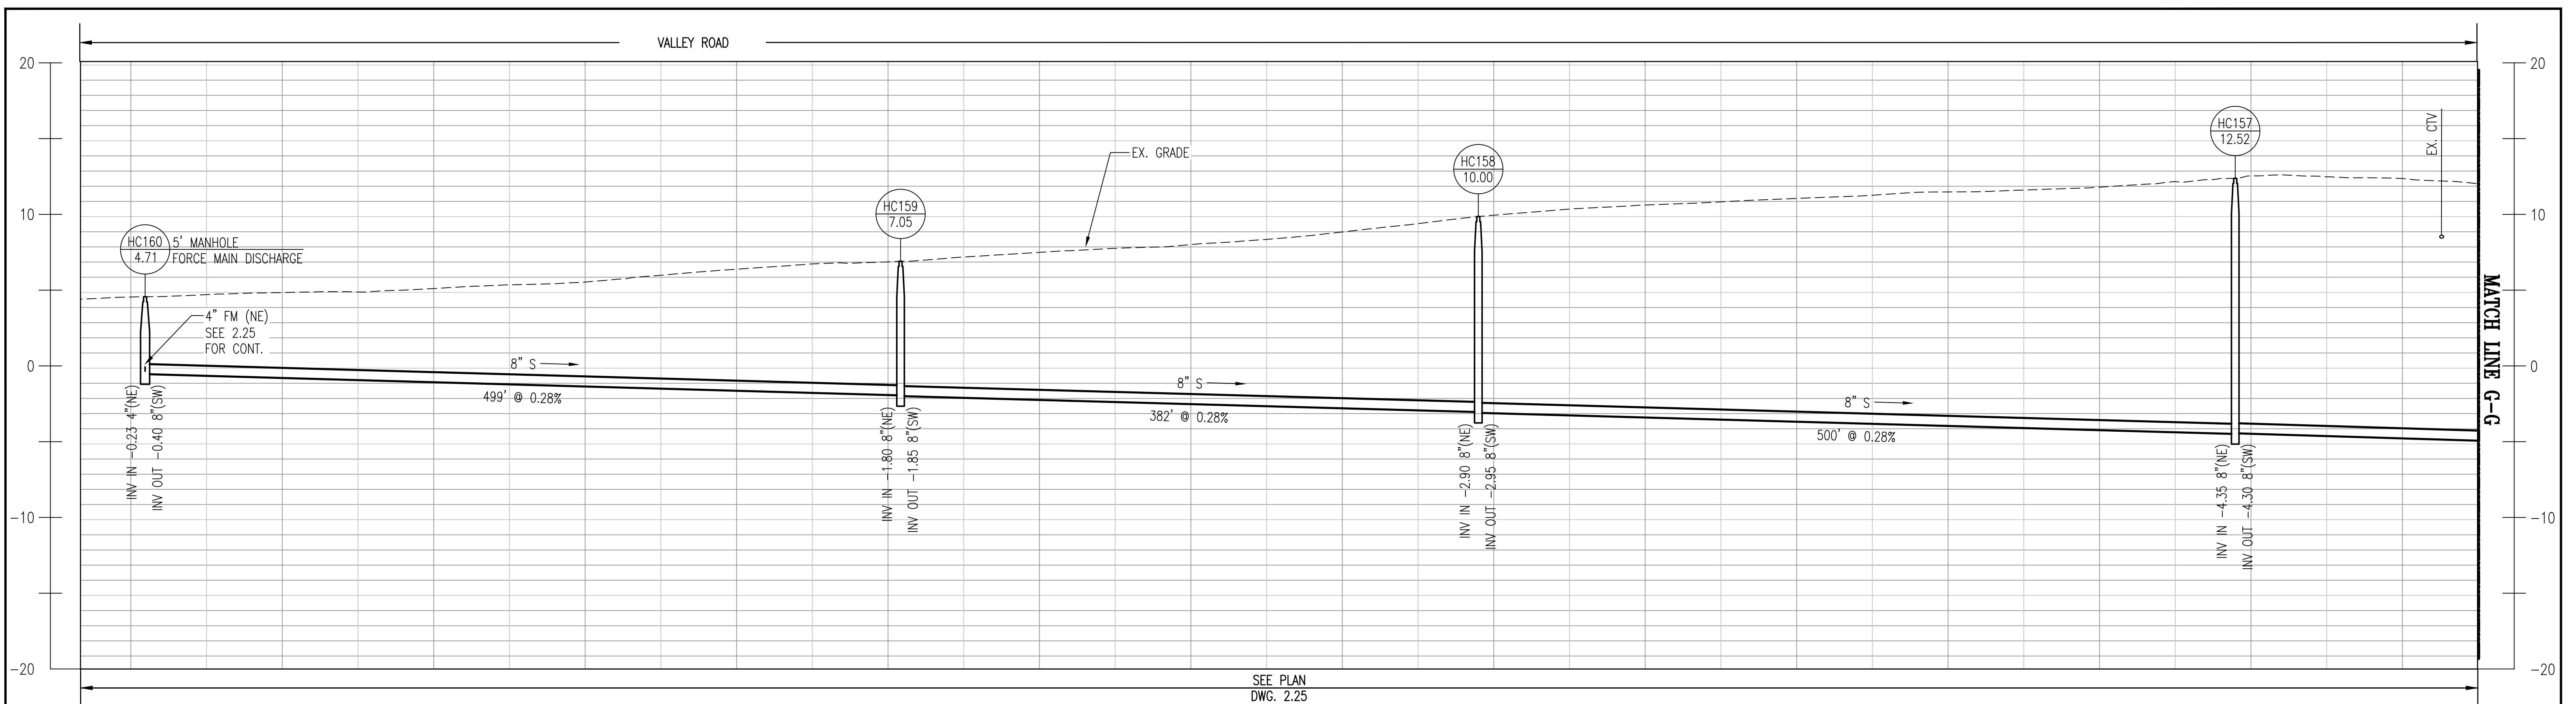 VALLEY ROAD
20
10
0
-10
-20
HC160
4.71
5' MANHOLE
FORCE MAIN DISCHARGE
4" FM (NE)
SEE 2.25
FOR CONT.
INV IN -0.23 4"(NE)
INV OUT -0.40 8"(SW)
8" S
499' @ 0.28%
HC159
7.05
INV IN -1.80 8"(NE)
INV OUT -1.85 8"(SW)
EX. GRADE
8" S
382' @ 0.28%
HC158
10.00
INV IN -2.90 8"(NE)
INV OUT -2.95 8"(SW)
8" S
500' @ 0.28%
HC157
12.52
INV IN -4.35 8"(NE)
INV OUT -4.30 8"(SW)
EX. CTV
MATCH LINE G-G
20
10
0
-10
-20
SEE PLAN
DWG. 2.25